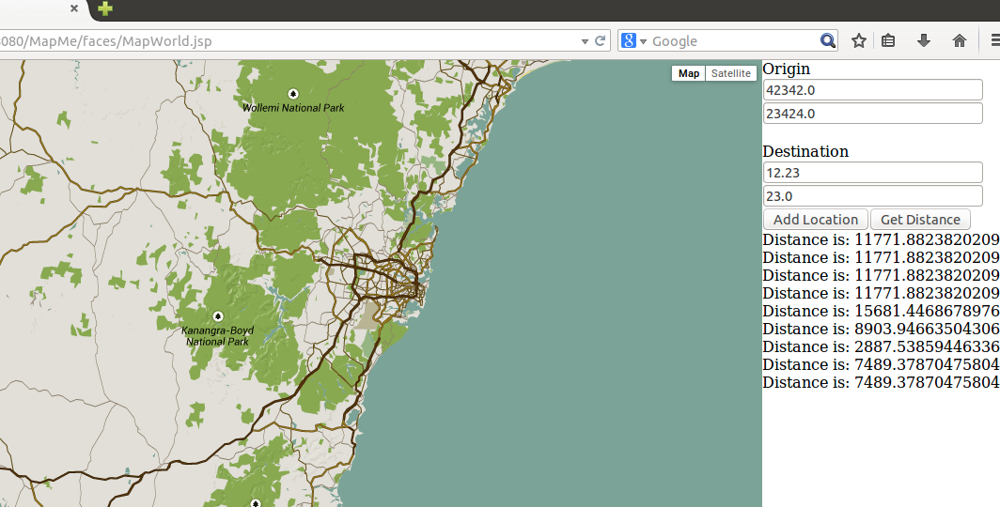 080/MapMe/faces/MapWorld.jsp
Google
Map Satellite
Wollemi National Park
Kanangra-Boyd
National Park
Origin
42342.0
23424.0
Destination
12.23
23.0
Add Location Get Distance
Distance is: 11771.8823820209
Distance is: 11771.8823820209
Distance is: 11771.8823820209
Distance is: 11771.8823820209
Distance is: 15681.4468678976
Distance is: 8903.94663504306
Distance is: 2887.53859446336
Distance is: 7489.37870475804
Distance is: 7489.37870475804